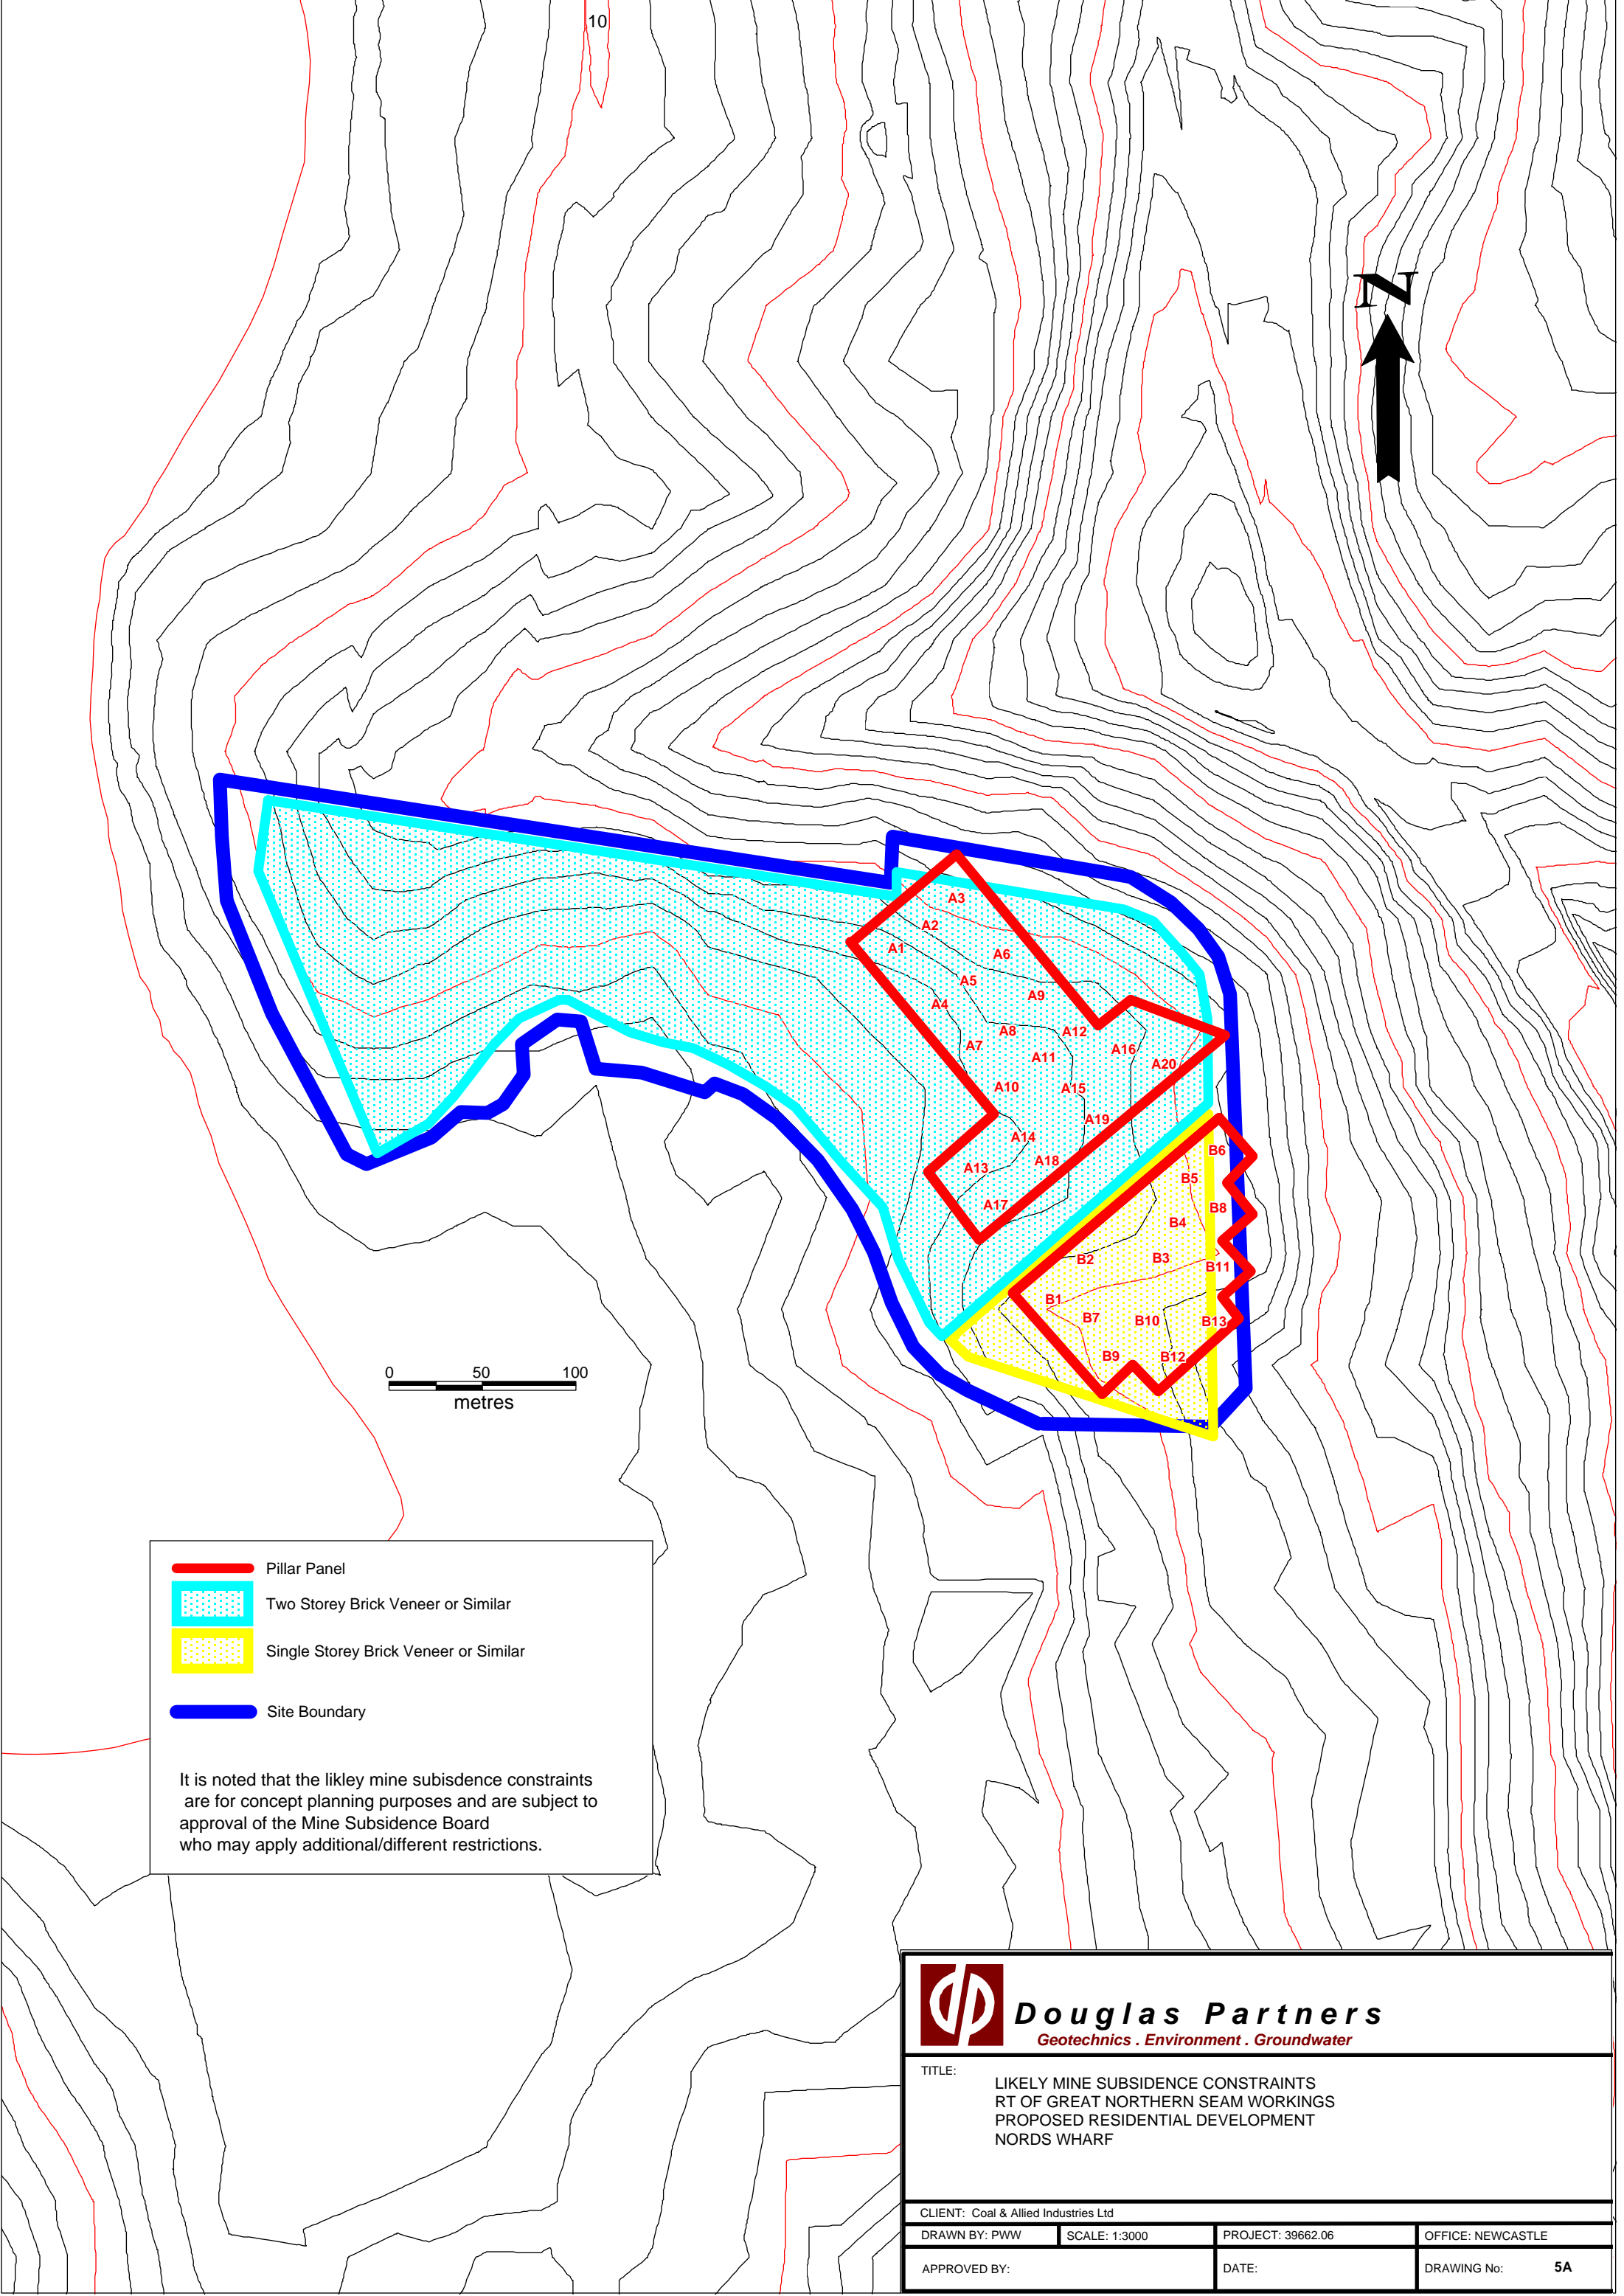 10
N
A3
A2
A1
A6
A5
A9
A4
A8
A12
A7
A11
A16
A20
A10
A15
A19
A14
A18
A13
A17
B6
B5
B8
B4
B2
B3
B11
B1
B7
B10
B13
B9
B12
0 50 100
metres
Pillar Panel
Two Storey Brick Veneer or Similar
Single Storey Brick Veneer or Similar
Site Boundary
It is noted that the likley mine subisdence constraints
are for concept planning purposes and are subject to
approval of the Mine Subsidence Board
who may apply additional/different restrictions.
dp
Douglas Partners
Geotechnics . Environment . Groundwater
TITLE:
LIKELY MINE SUBSIDENCE CONSTRAINTS
RT OF GREAT NORTHERN SEAM WORKINGS
PROPOSED RESIDENTIAL DEVELOPMENT
NORDS WHARF
CLIENT: Coal & Allied Industries Ltd
DRAWN BY: PWW SCALE: 1:3000 PROJECT: 39662.06 OFFICE: NEWCASTLE
APPROVED BY: DATE: DRAWING No: 5A